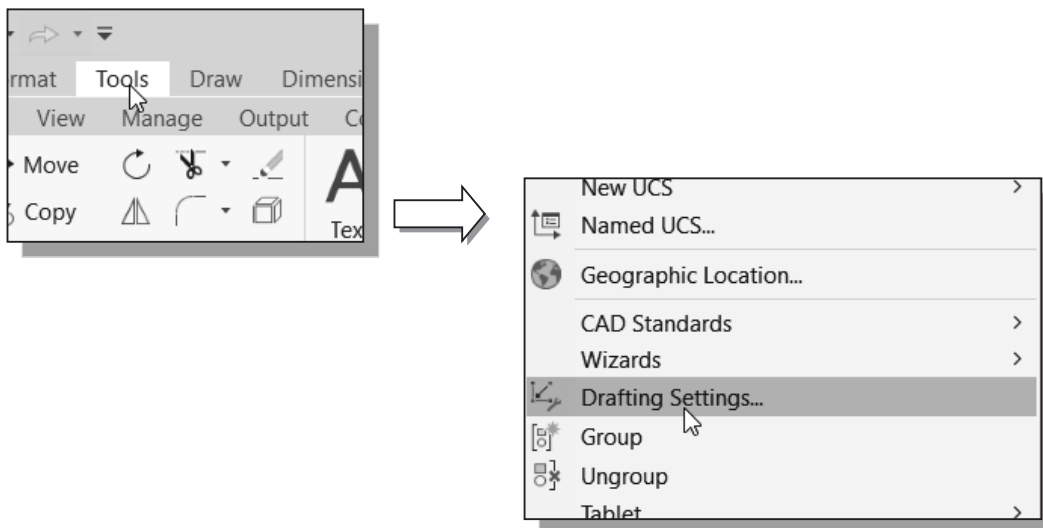 rmat Tools Draw Dimensi
View Manage Output
Move
Copy
Tex
New UCS
Named UCS...
Geographic Location...
CAD Standards
Wizards
Drafting Settings...
Group
Ungroup
Tablet